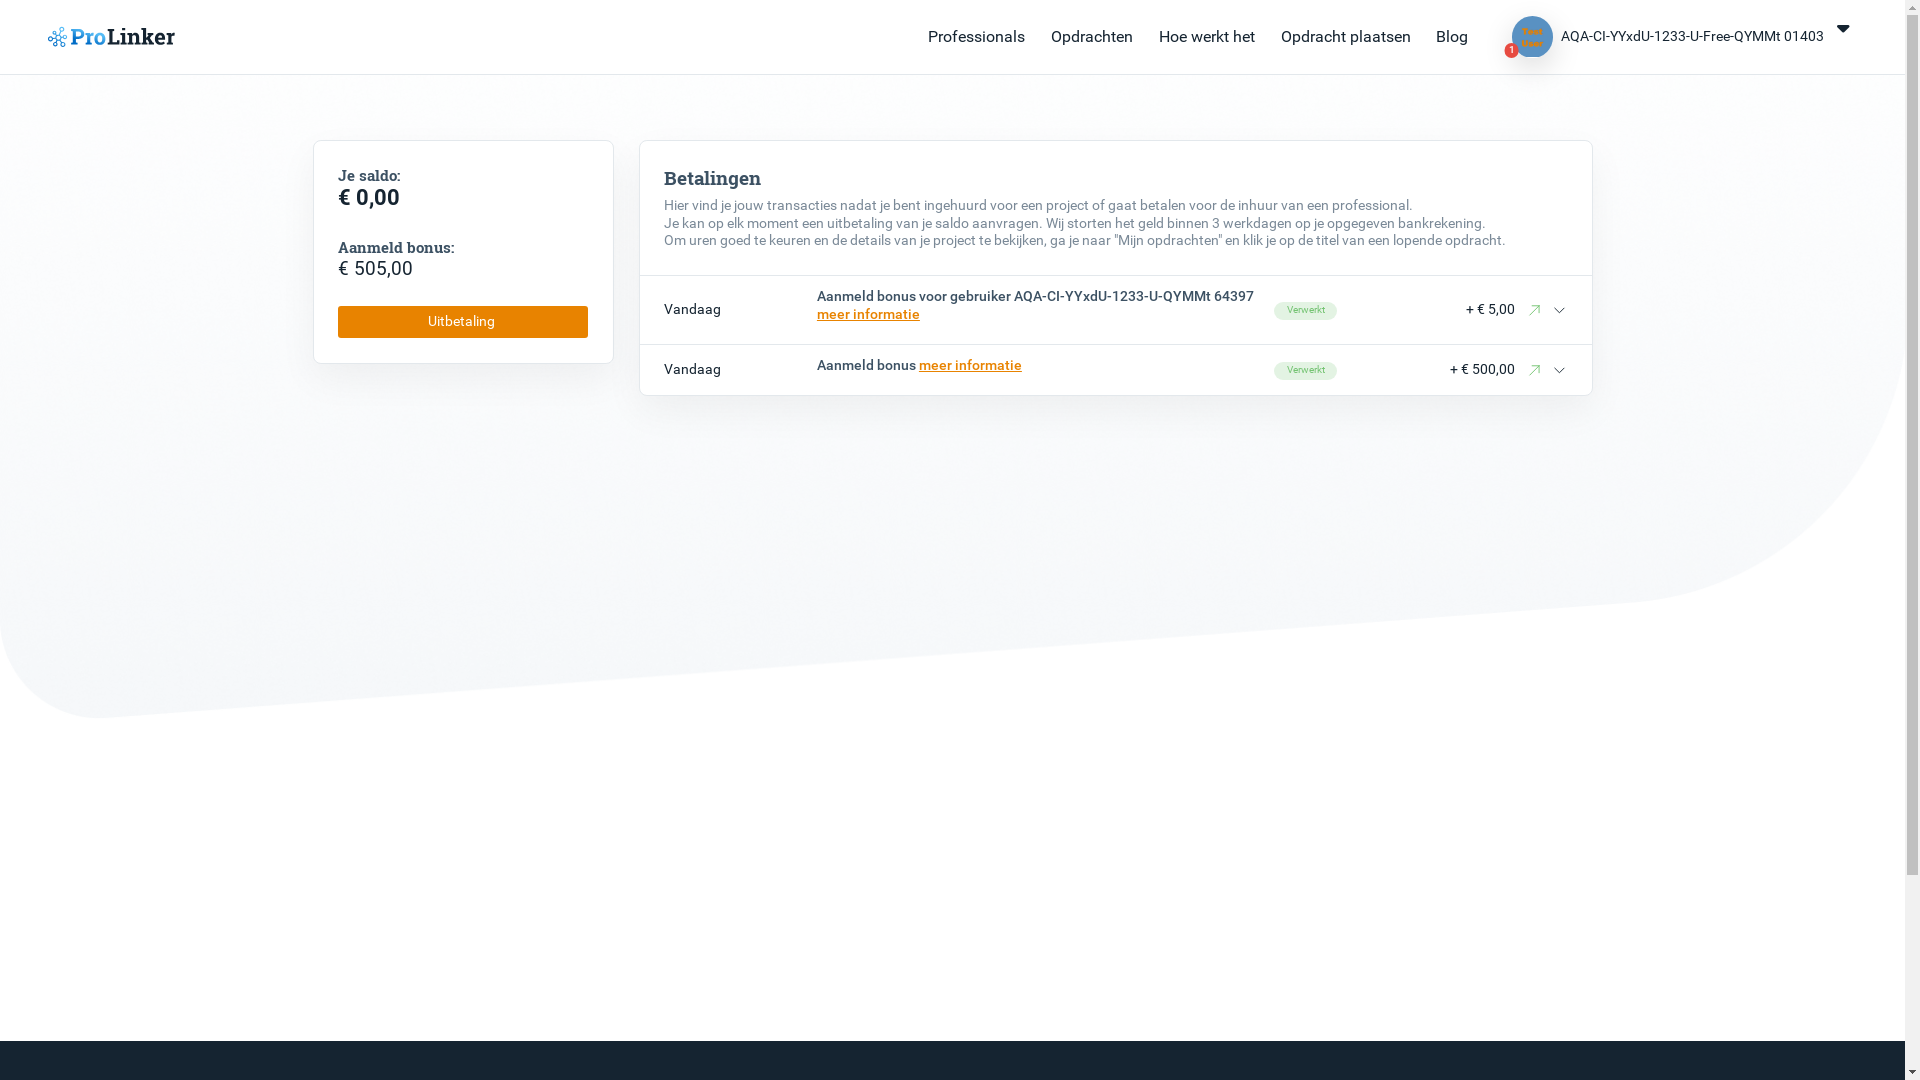 ProLinker
Professionals
Opdrachten
Hoe werkt het
Opdracht plaatsen
Blog
Test
User
1
AQA-CI-YYxdU-1233-U-Free-QYMMt 01403
Je saldo:
€ 0,00
Aanmeld bonus:
€ 505,00
Uitbetaling
Betalingen
Hier vind je jouw transacties nadat je bent ingehuurd voor een project of gaat betalen voor de inhuur van een professional.
Je kan op elk moment een uitbetaling van je saldo aanvragen. Wij storten het geld binnen 3 werkdagen op je opgegeven bankrekening.
Om uren goed te keuren en de details van je project te bekijken, ga je naar "Mijn opdrachten" en klik je op de titel van een lopende opdracht.
Vandaag
Aanmeld bonus voor gebruiker AQA-CI-YYxdU-1233-U-QYMMt 64397
meer informatie
Verwerkt
+ € 5,00
Vandaag
Aanmeld bonus meer informatie
Verwerkt
+ € 500,00